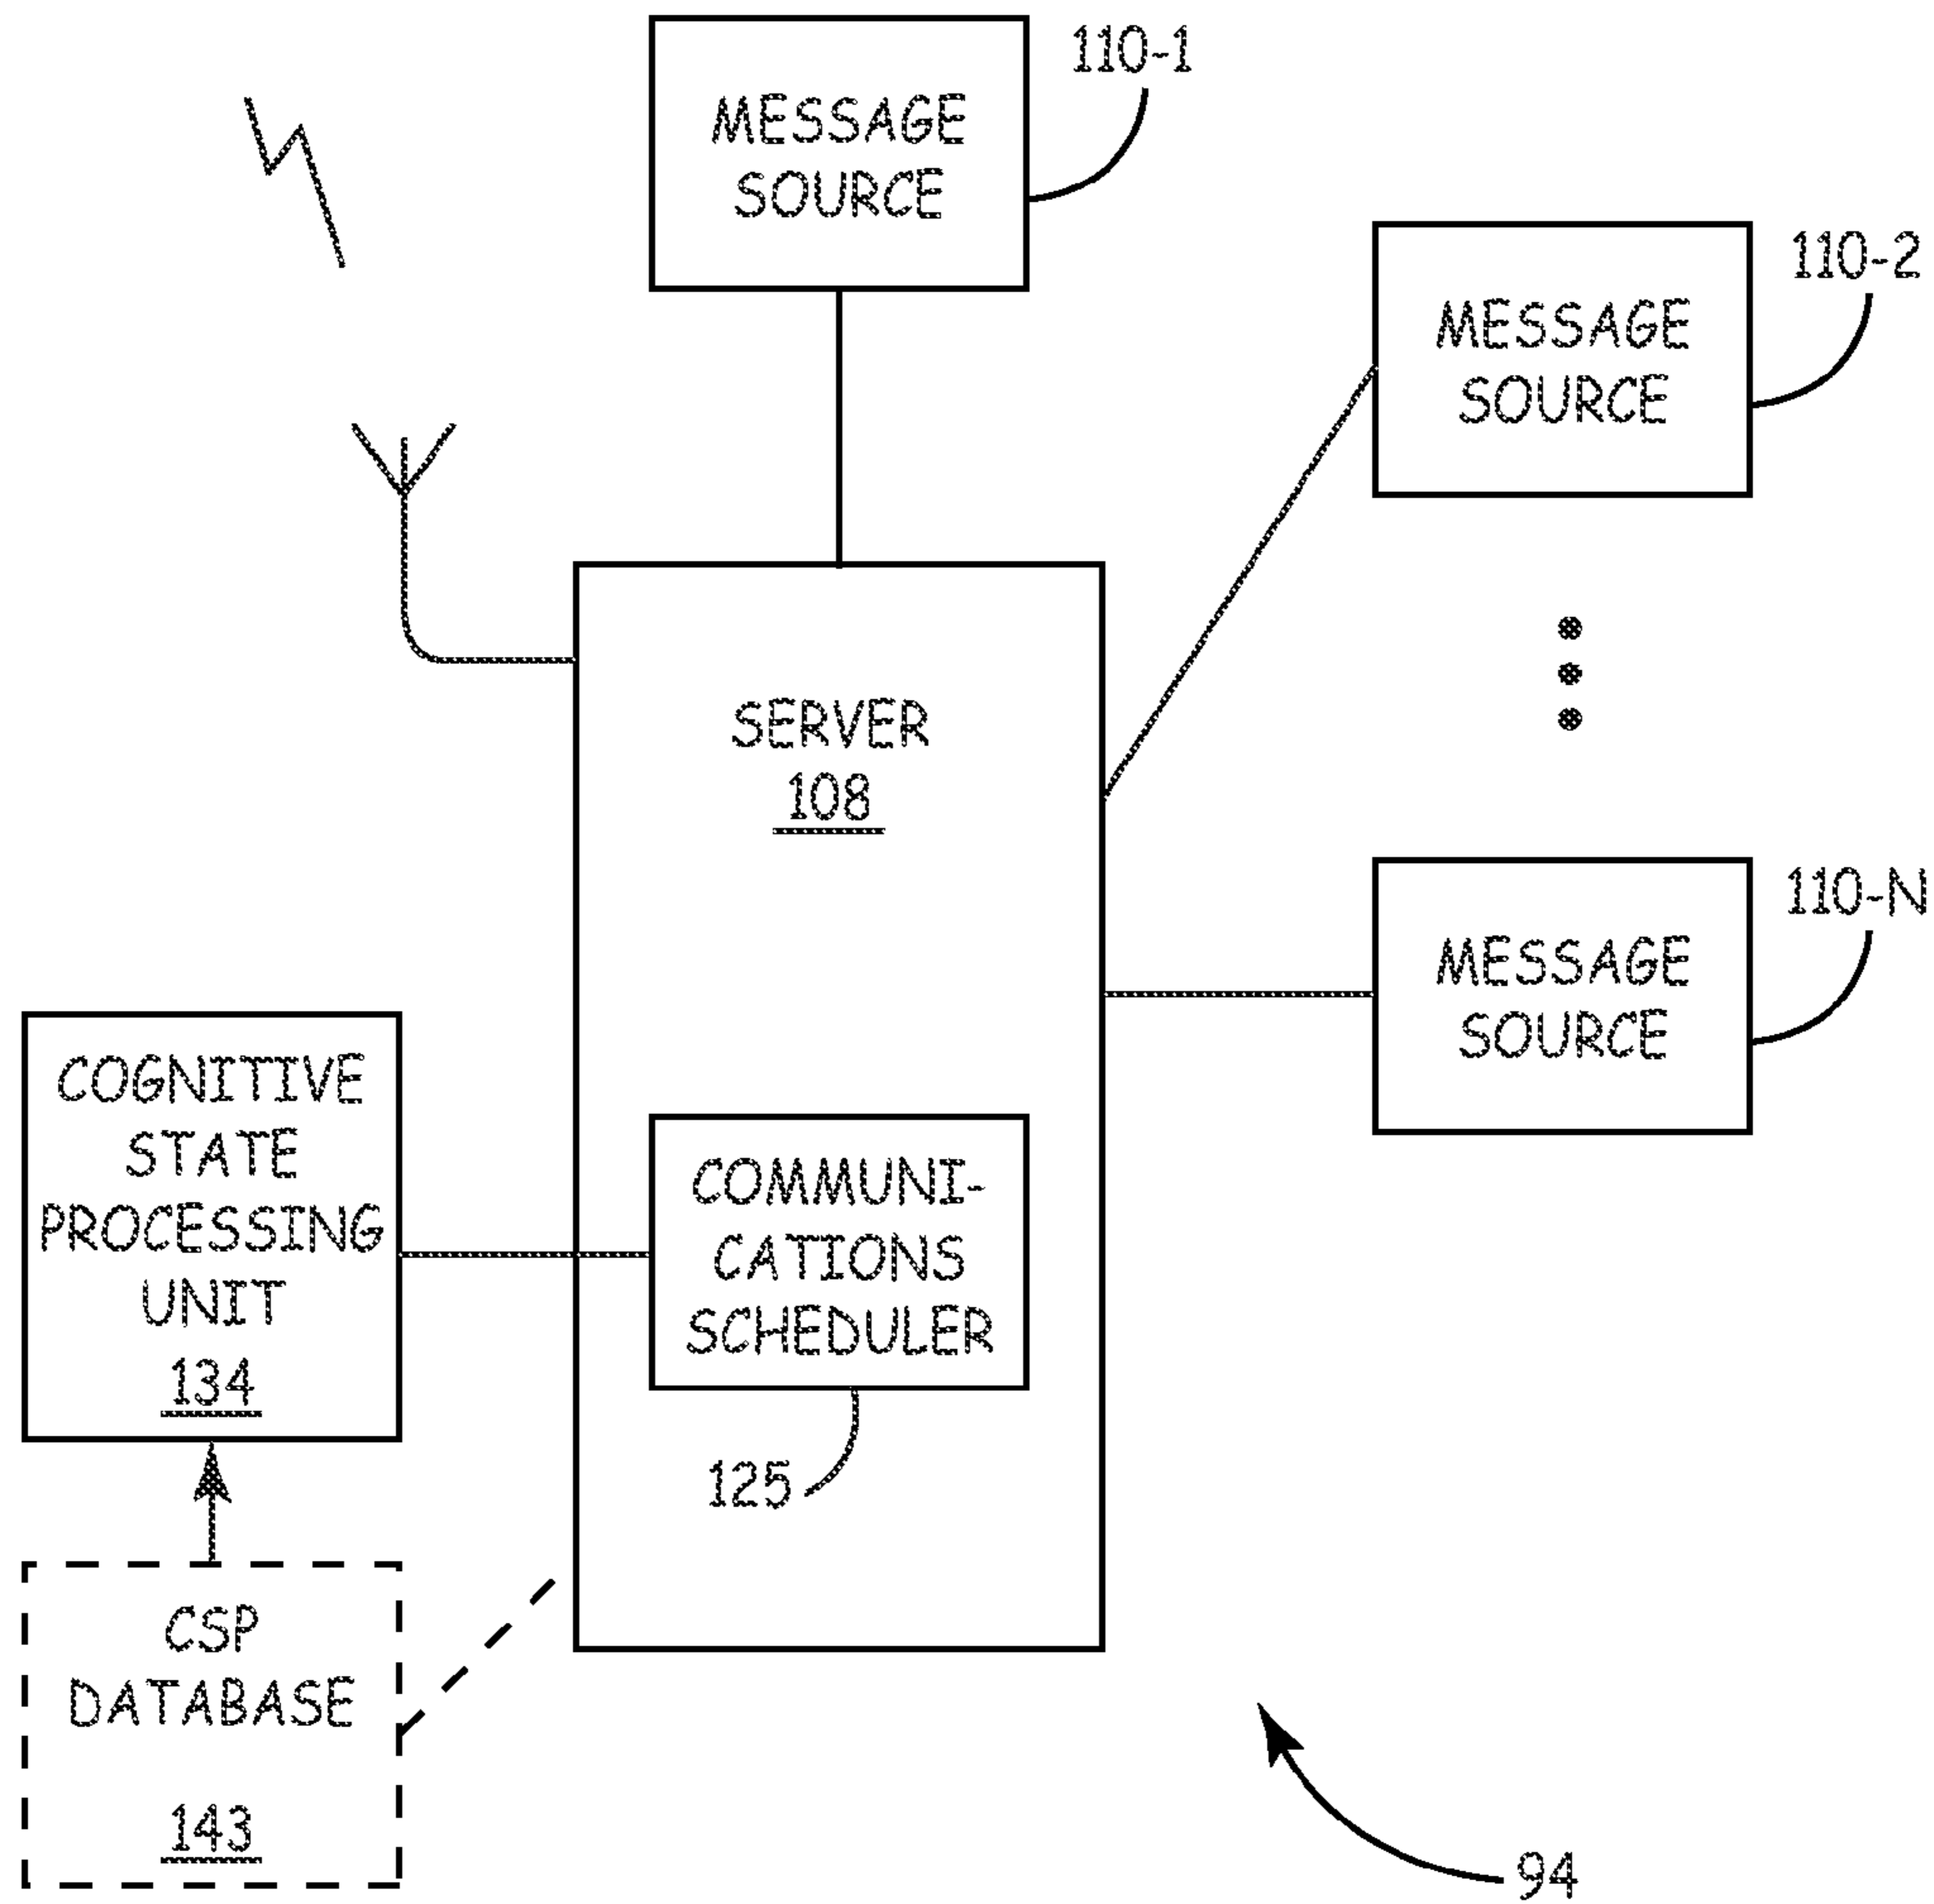 110-1
MESSAGE
SOURCE
110-2
MESSAGE
SOURCE
SERVER
108
110-N
MESSAGE
SOURCE
COGNITIVE
STATE
PROCESSING
UNIT
134
COMMUNI-
CATIONS
SCHEDULER
125
CSP
DATABASE
143
94